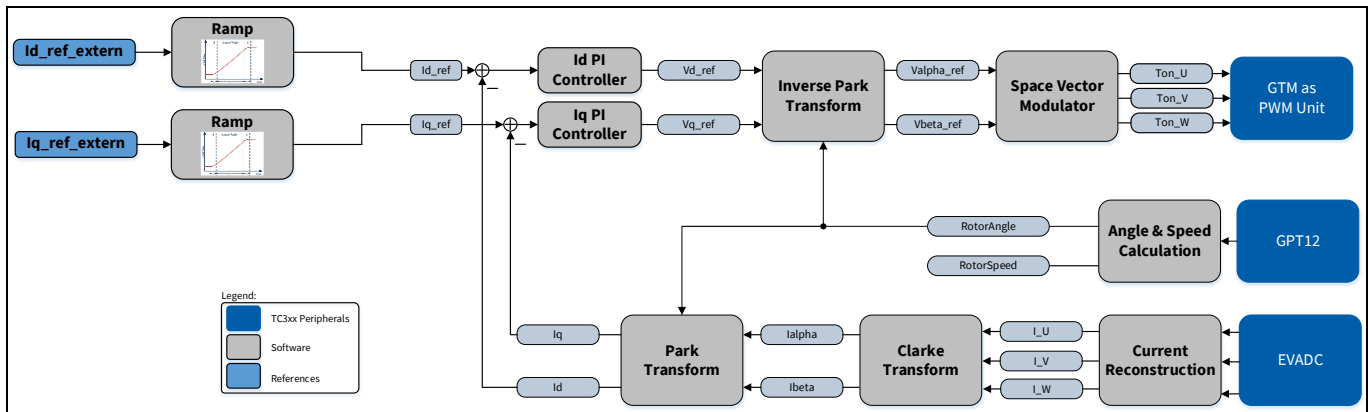 Ramp
Id_ref_extern
Id_ref
Id PI
Controller
Vd_ref
Inverse Park
Transform
Valpha_ref
Space Vector
Modulator
Ton_U
Ton_V
Ton_W
GTM as
PWM Unit
Ramp
Iq_ref_extern
Iq_ref
Iq PI
Controller
Vq_ref
Vbeta_ref
RotorAngle
RotorSpeed
Angle & Speed
Calculation
GPT12
Legend:
TC3xx Peripherals
Software
References
Iq
Id
Park
Transform
Ialpha
Ibeta
Clarke
Transform
I_U
I_V
I_W
Current
Reconstruction
EVADC